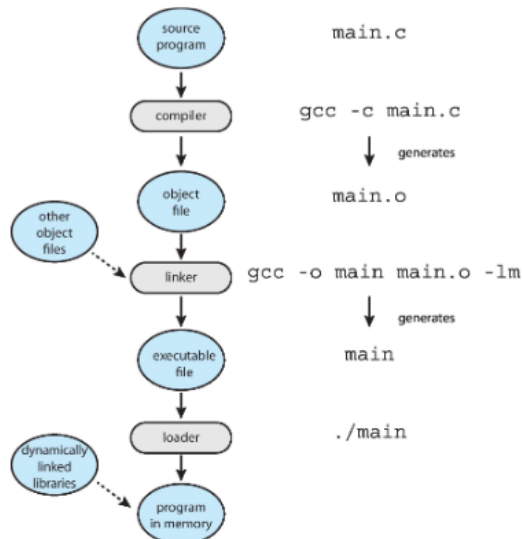 source
program
main.c
compiler
gcc -c main.c
generates
object
file
main.o
other
object
files
linker
gcc -o main main.o -lm
generates
executable
file
main
loader
./main
dynamically
linked
libraries
program
in memory